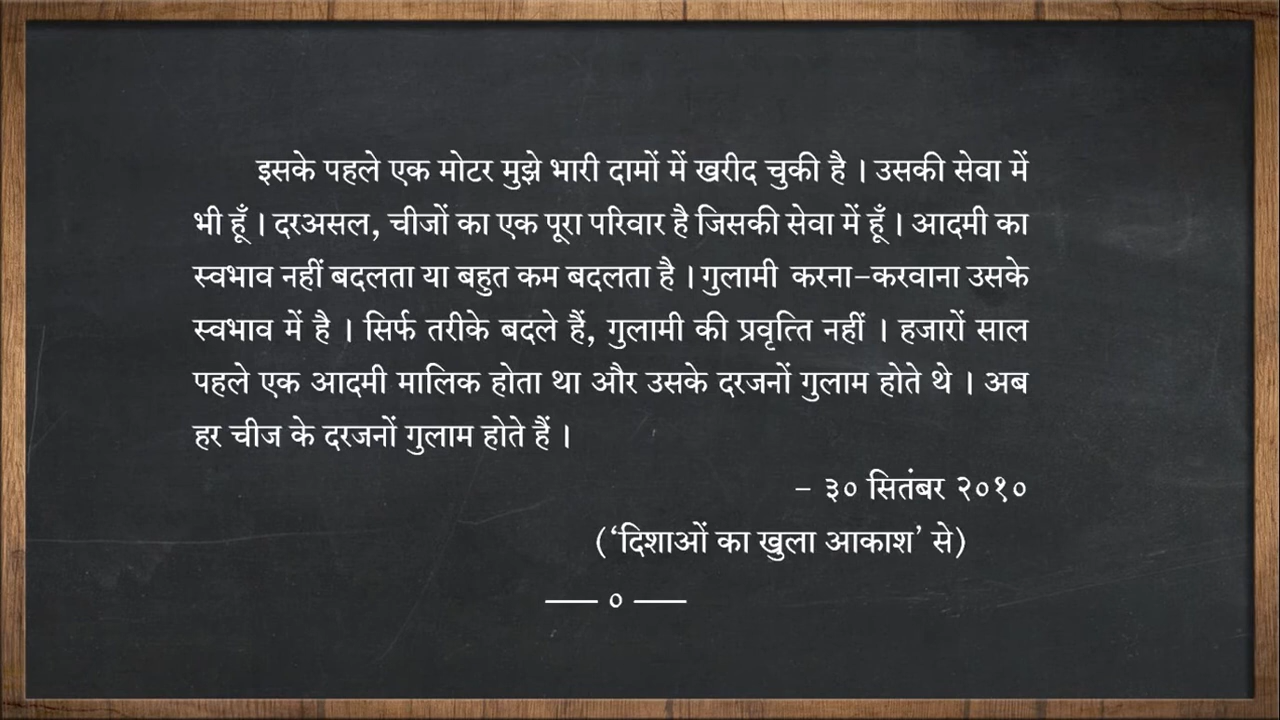 इसके पहले एक मोटर मुझे भारी दामों में खरीद चुकी है । उसकी सेवा में
भी हूँ । दरअसल, चीजों का एक पूरा परिवार है जिसकी सेवा में हूँ । आदमी का
स्वभाव नहीं बदलता या बहुत कम बदलता है । गुलामी करना-करवाना उसके
स्वभाव में है । सिर्फ तरीके बदले हैं, गुलामी की प्रवृत्ति नहीं । हजारों साल
पहले एक आदमी मालिक होता था और उसके दरजनों गुलाम होते थे । अब
हर चीज के दरजनों गुलाम होते हैं ।
- ३० सितंबर २०१०
(‘दिशाओं का खुला आकाश’ से)
—— ० ——